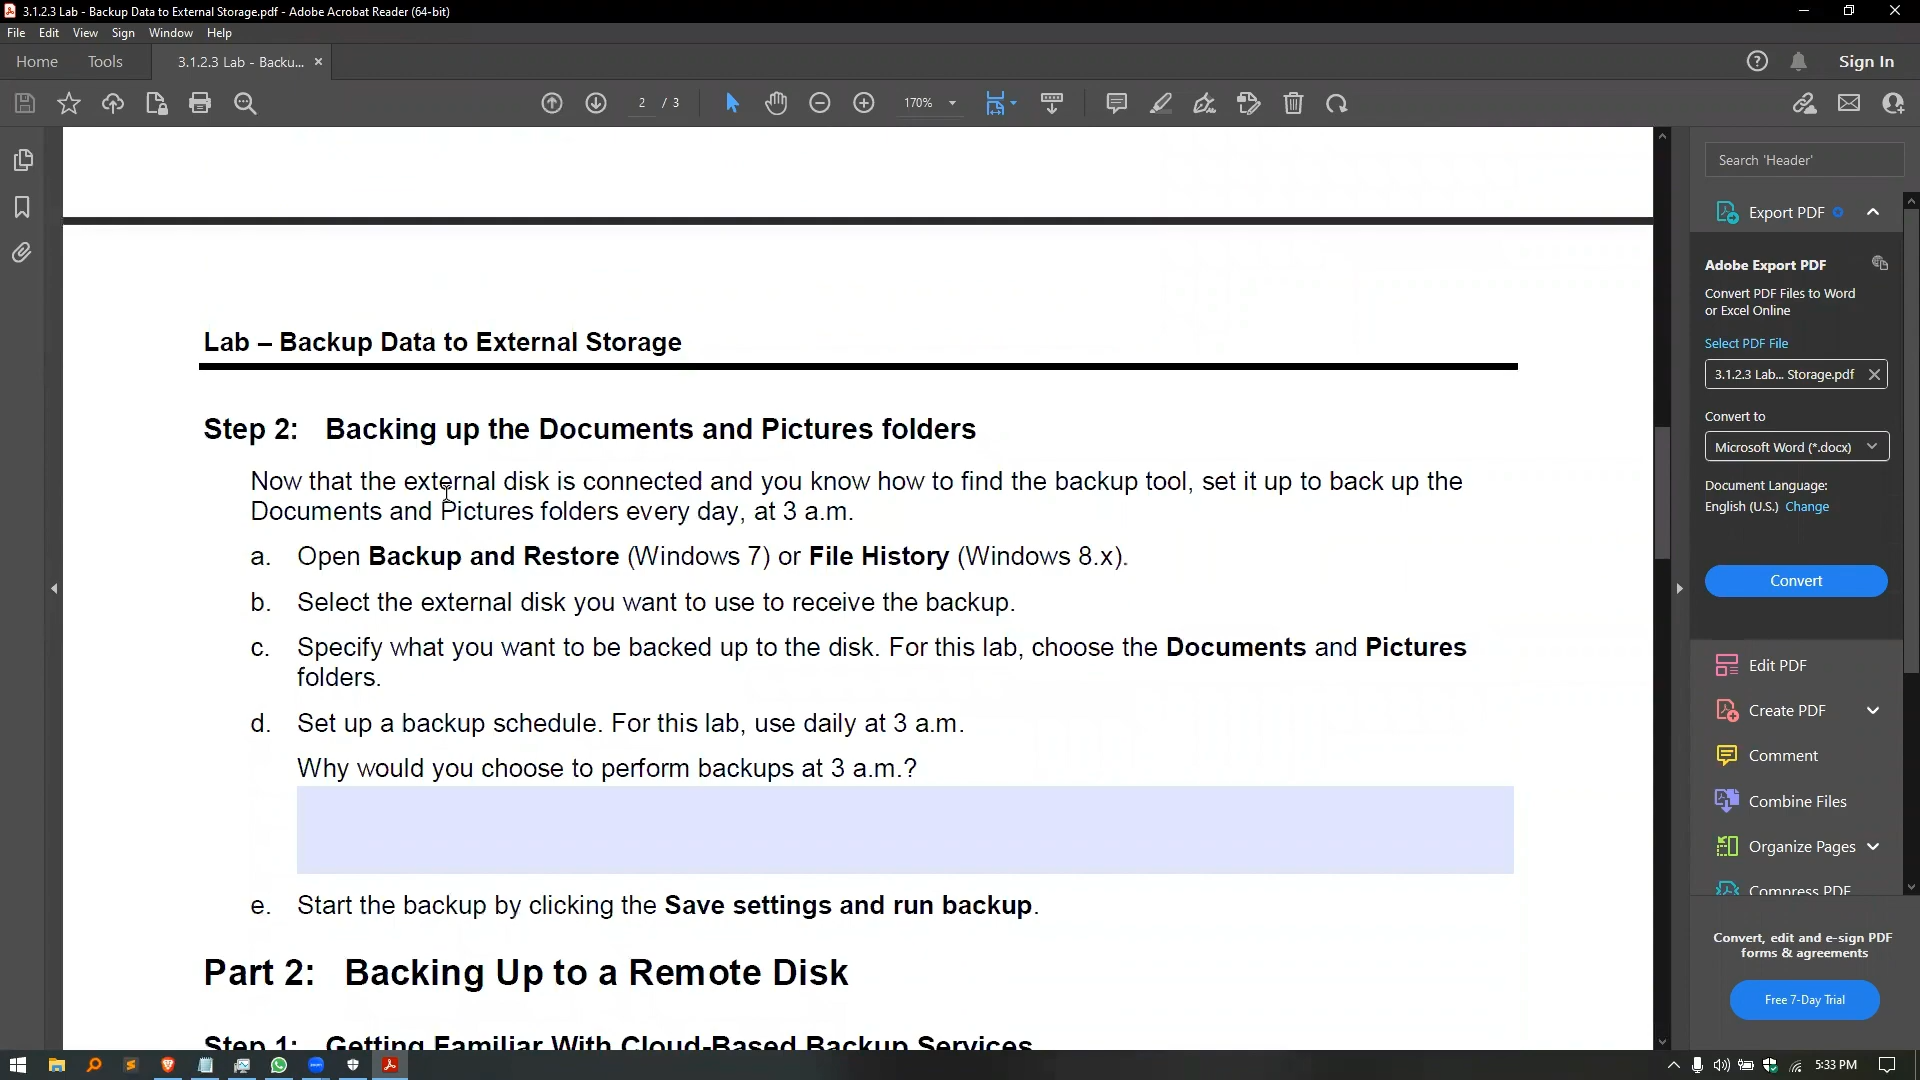 3.1.2.3 Lab - Backup Data to External Storage.pdf - Adobe Acrobat Reader (64-bit)
File Edit View Sign Window Help
Home Tools 3.1.2.3 Lab - Backu... × Sign In
2 / 3 170%
Search 'Header'
Export PDF
Adobe Export PDF
Convert PDF Files to Word
or Excel Online
Select PDF File
3.1.2.3 Lab... Storage.pdf
Convert to
Microsoft Word (*.docx)
Document Language:
English (U.S.) Change
Convert
Edit PDF
Create PDF
Comment
Combine Files
Organize Pages
Compress PDF
Convert, edit and e-sign PDF
forms & agreements
Free 7-Day Trial
Lab – Backup Data to External Storage
Step 2: Backing up the Documents and Pictures folders
Now that the external disk is connected and you know how to find the backup tool, set it up to back up the
Documents and Pictures folders every day, at 3 a.m.
a. Open Backup and Restore (Windows 7) or File History (Windows 8.x).
b. Select the external disk you want to use to receive the backup.
c. Specify what you want to be backed up to the disk. For this lab, choose the Documents and Pictures
folders.
d. Set up a backup schedule. For this lab, use daily at 3 a.m.
Why would you choose to perform backups at 3 a.m.?
e. Start the backup by clicking the Save settings and run backup.
Part 2: Backing Up to a Remote Disk
Step 1: Getting Familiar With Cloud-Based Backup Services
5:33 PM